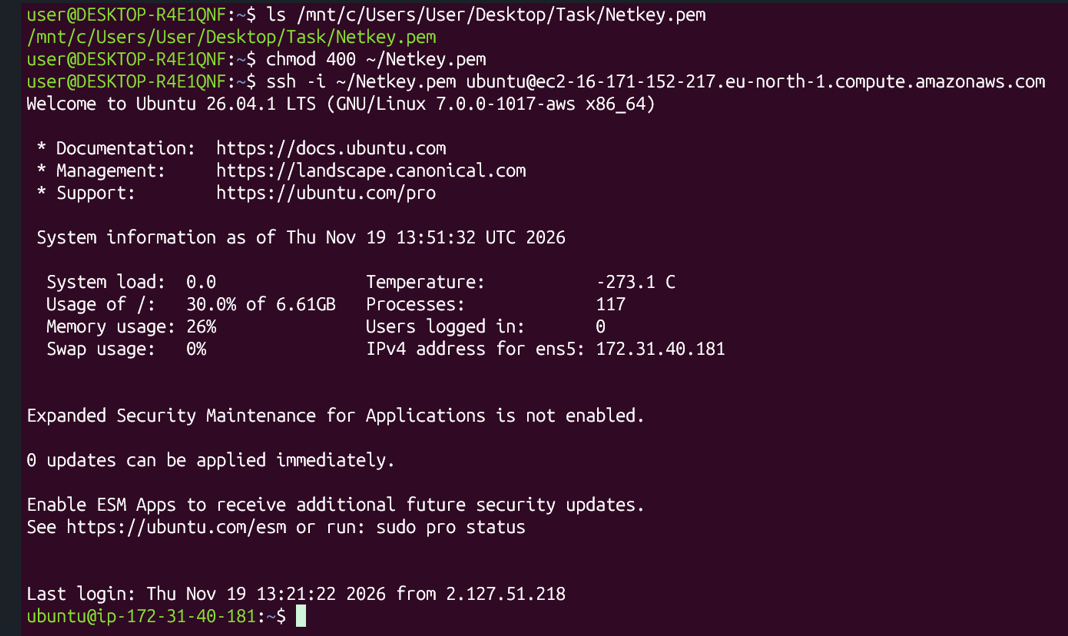 user@DESKTOP-R4E1QNF:~$ ls /mnt/c/Users/User/Desktop/Task/Netkey.pem
/mnt/c/Users/User/Desktop/Task/Netkey.pem
user@DESKTOP-R4E1QNF:~$ chmod 400 ~/Netkey.pem
user@DESKTOP-R4E1QNF:~$ ssh -i ~/Netkey.pem ubuntu@ec2-16-171-152-217.eu-north-1.compute.amazonaws.com
Welcome to Ubuntu 26.04.1 LTS (GNU/Linux 7.0.0-1017-aws x86_64)
* Documentation:  https://docs.ubuntu.com
* Management:     https://landscape.canonical.com
* Support:        https://ubuntu.com/pro
System information as of Thu Nov 19 13:51:32 UTC 2026
System load:  0.0               Temperature:           -273.1 C
Usage of /:   30.0% of 6.61GB   Processes:             117
Memory usage: 26%               Users logged in:       0
Swap usage:   0%                IPv4 address for ens5: 172.31.40.181
Expanded Security Maintenance for Applications is not enabled.
0 updates can be applied immediately.
Enable ESM Apps to receive additional future security updates.
See https://ubuntu.com/esm or run: sudo pro status
Last login: Thu Nov 19 13:21:22 2026 from 2.127.51.218
ubuntu@ip-172-31-40-181:~$